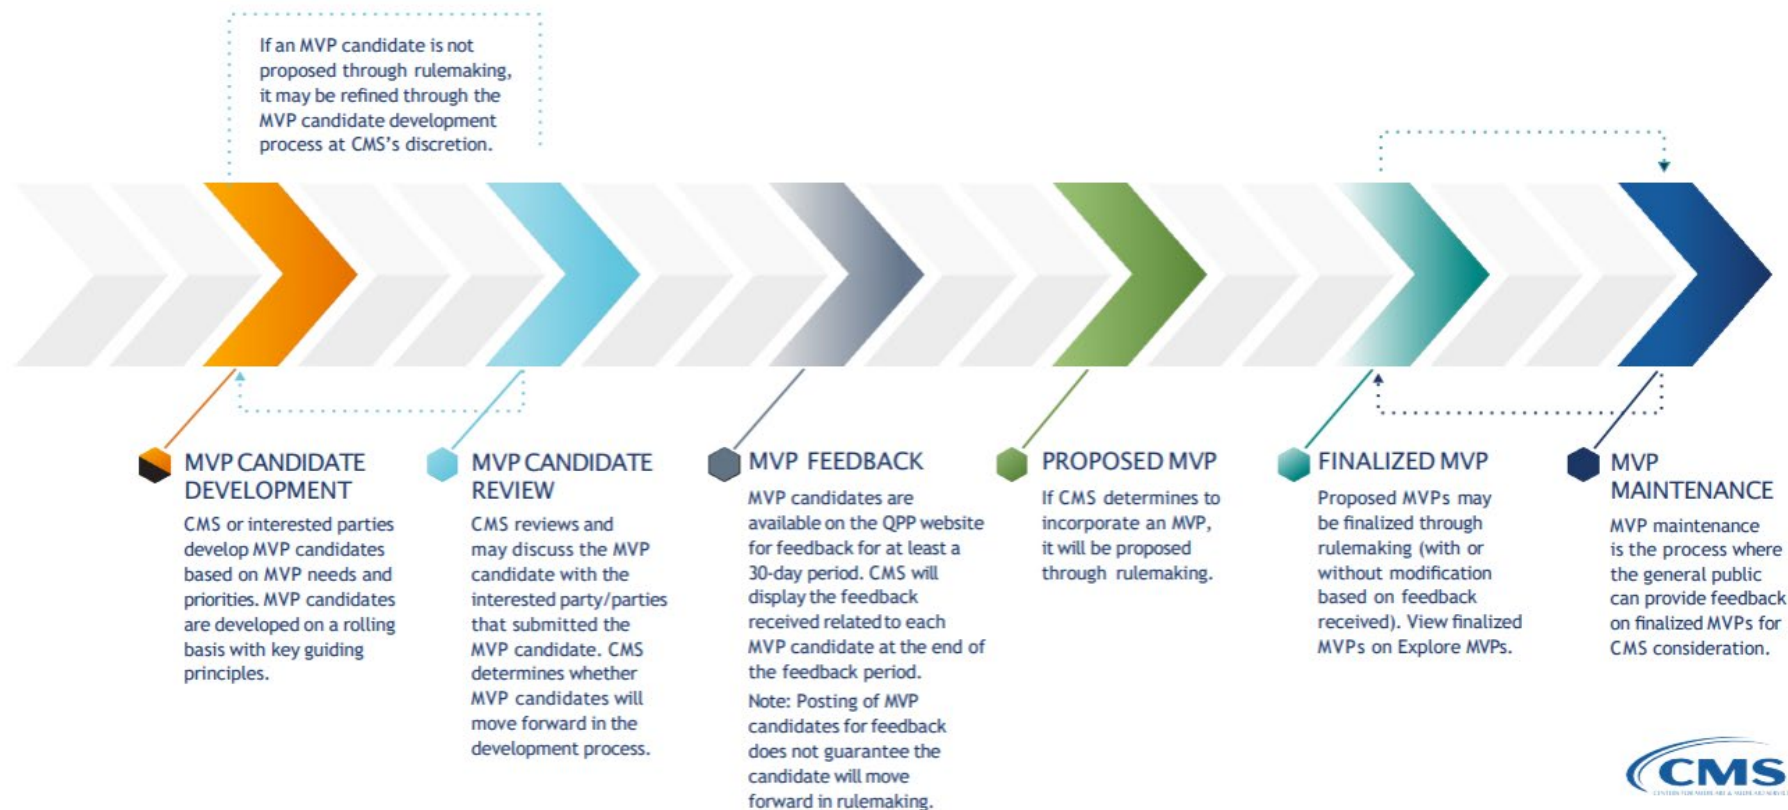 If an MVP candidate is not
proposed through rulemaking,
it may be refined through the
MVP candidate development
process at CMS's discretion.
MVP CANDIDATE
DEVELOPMENT
CMS or interested parties
develop MVP candidates
based on MVP needs and
priorities. MVP candidates
are developed on a rolling
basis with key guiding
principles.
MVP CANDIDATE
REVIEW
CMS reviews and
may discuss the MVP
candidate with the
interested party/parties
that submitted the
MVP candidate. CMS
determines whether
MVP candidates will
move forward in the
development process.
MVP FEEDBACK
MVP candidates are
available on the QPP website
for feedback for at least a
30-day period. CMS will
display the feedback
received related to each
MVP candidate at the end of
the feedback period.
Note: Posting of MVP
candidates for feedback
does not guarantee the
candidate will move
forward in rulemaking.
PROPOSED MVP
If CMS determines to
incorporate an MVP,
it will be proposed
through rulemaking.
FINALIZED MVP
Proposed MVPs may
be finalized through
rulemaking (with or
without modification
based on feedback
received). View finalized
MVPs on Explore MVPs.
MVP
MAINTENANCE
MVP maintenance
is the process where
the general public
can provide feedback
on finalized MVPs for
CMS consideration.
CMS
CENTERS FOR MEDICARE & MEDICAID SERVICES